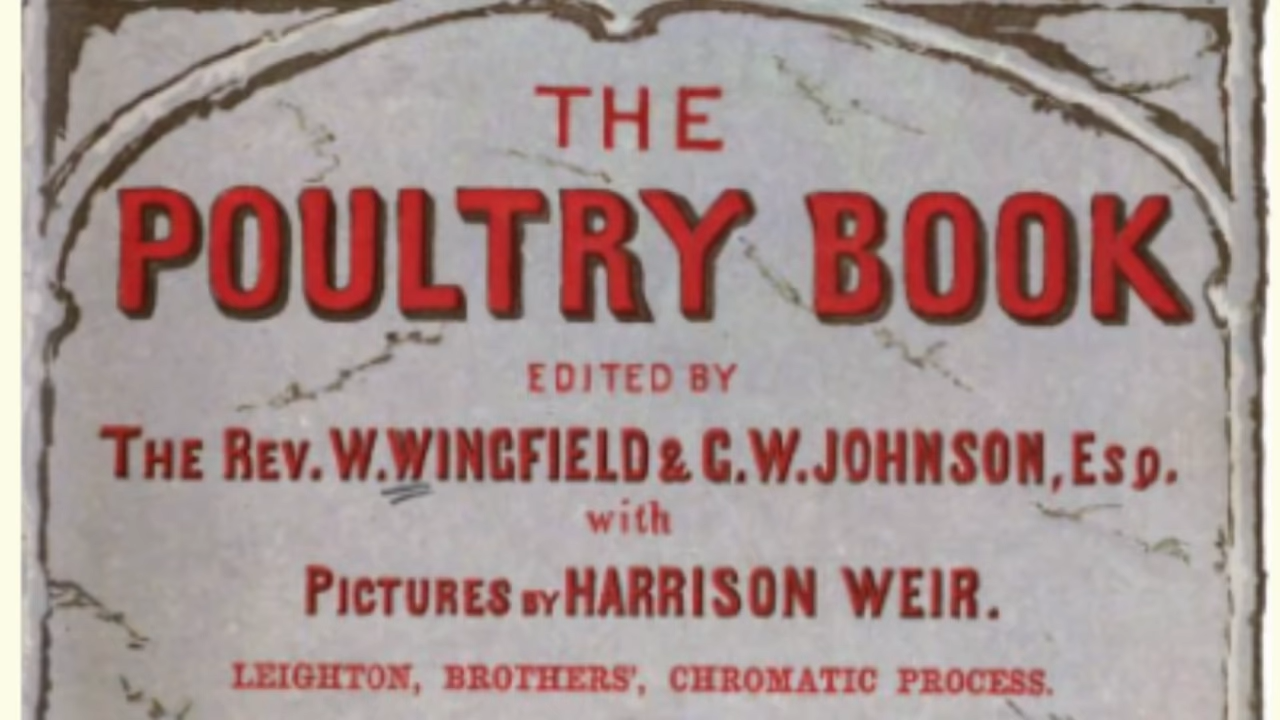 THE
POULTRY BOOK
EDITED BY
THE REV. W. WINGFIELD & G. W. JOHNSON, ESQ.
with
PICTURES BY HARRISON WEIR.
LEIGHTON, BROTHERS', CHROMATIC PROCESS.